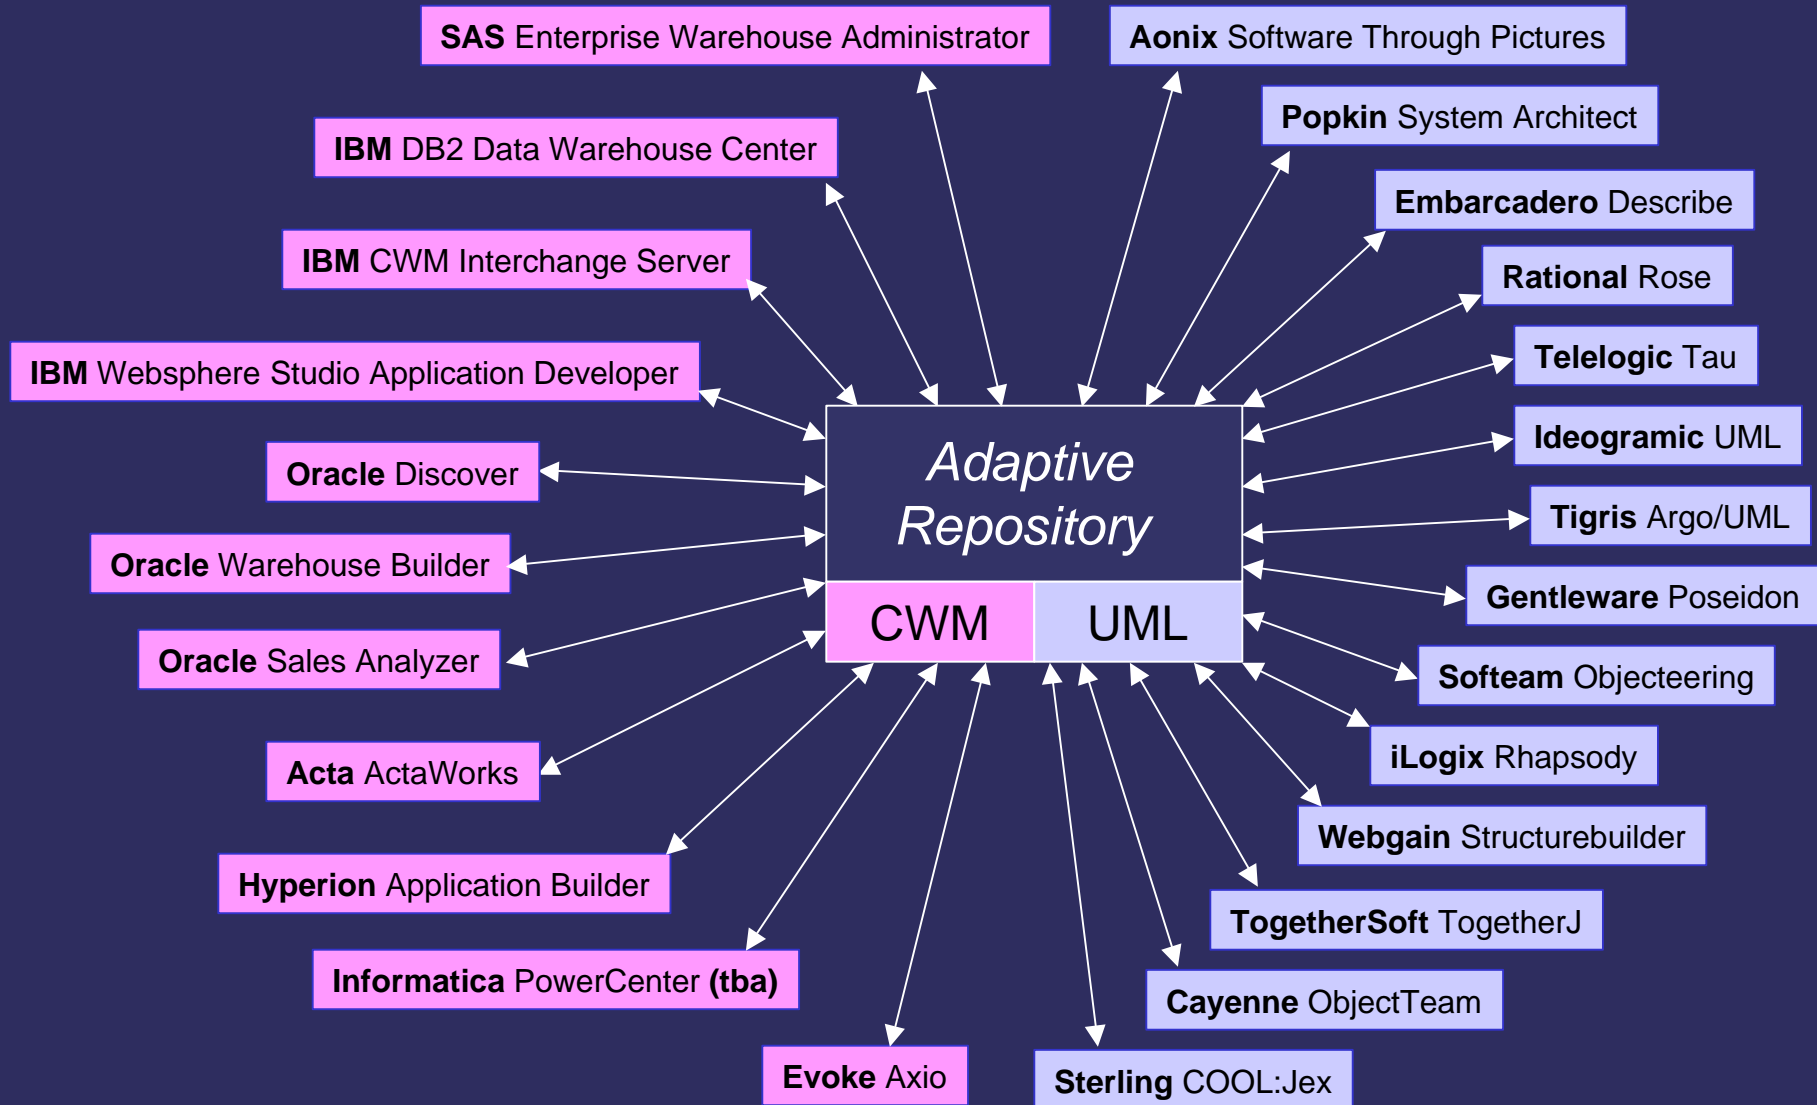 SAS Enterprise Warehouse Administrator
Aonix Software Through Pictures
Popkin System Architect
IBM DB2 Data Warehouse Center
Embarcadero Describe
IBM CWM Interchange Server
Rational Rose
Telelogic Tau
IBM Websphere Studio Application Developer
Ideogramic UML
Adaptive
Repository
Oracle Discover
Tigris Argo/UML
Oracle Warehouse Builder
Gentleware Poseidon
CWM
UML
Oracle Sales Analyzer
Softeam Objecteering
iLogix Rhapsody
Acta ActaWorks
Webgain Structurebuilder
Hyperion Application Builder
TogetherSoft TogetherJ
Informatica PowerCenter (tba)
Cayenne ObjectTeam
Evoke Axio
Sterling COOL:Jex